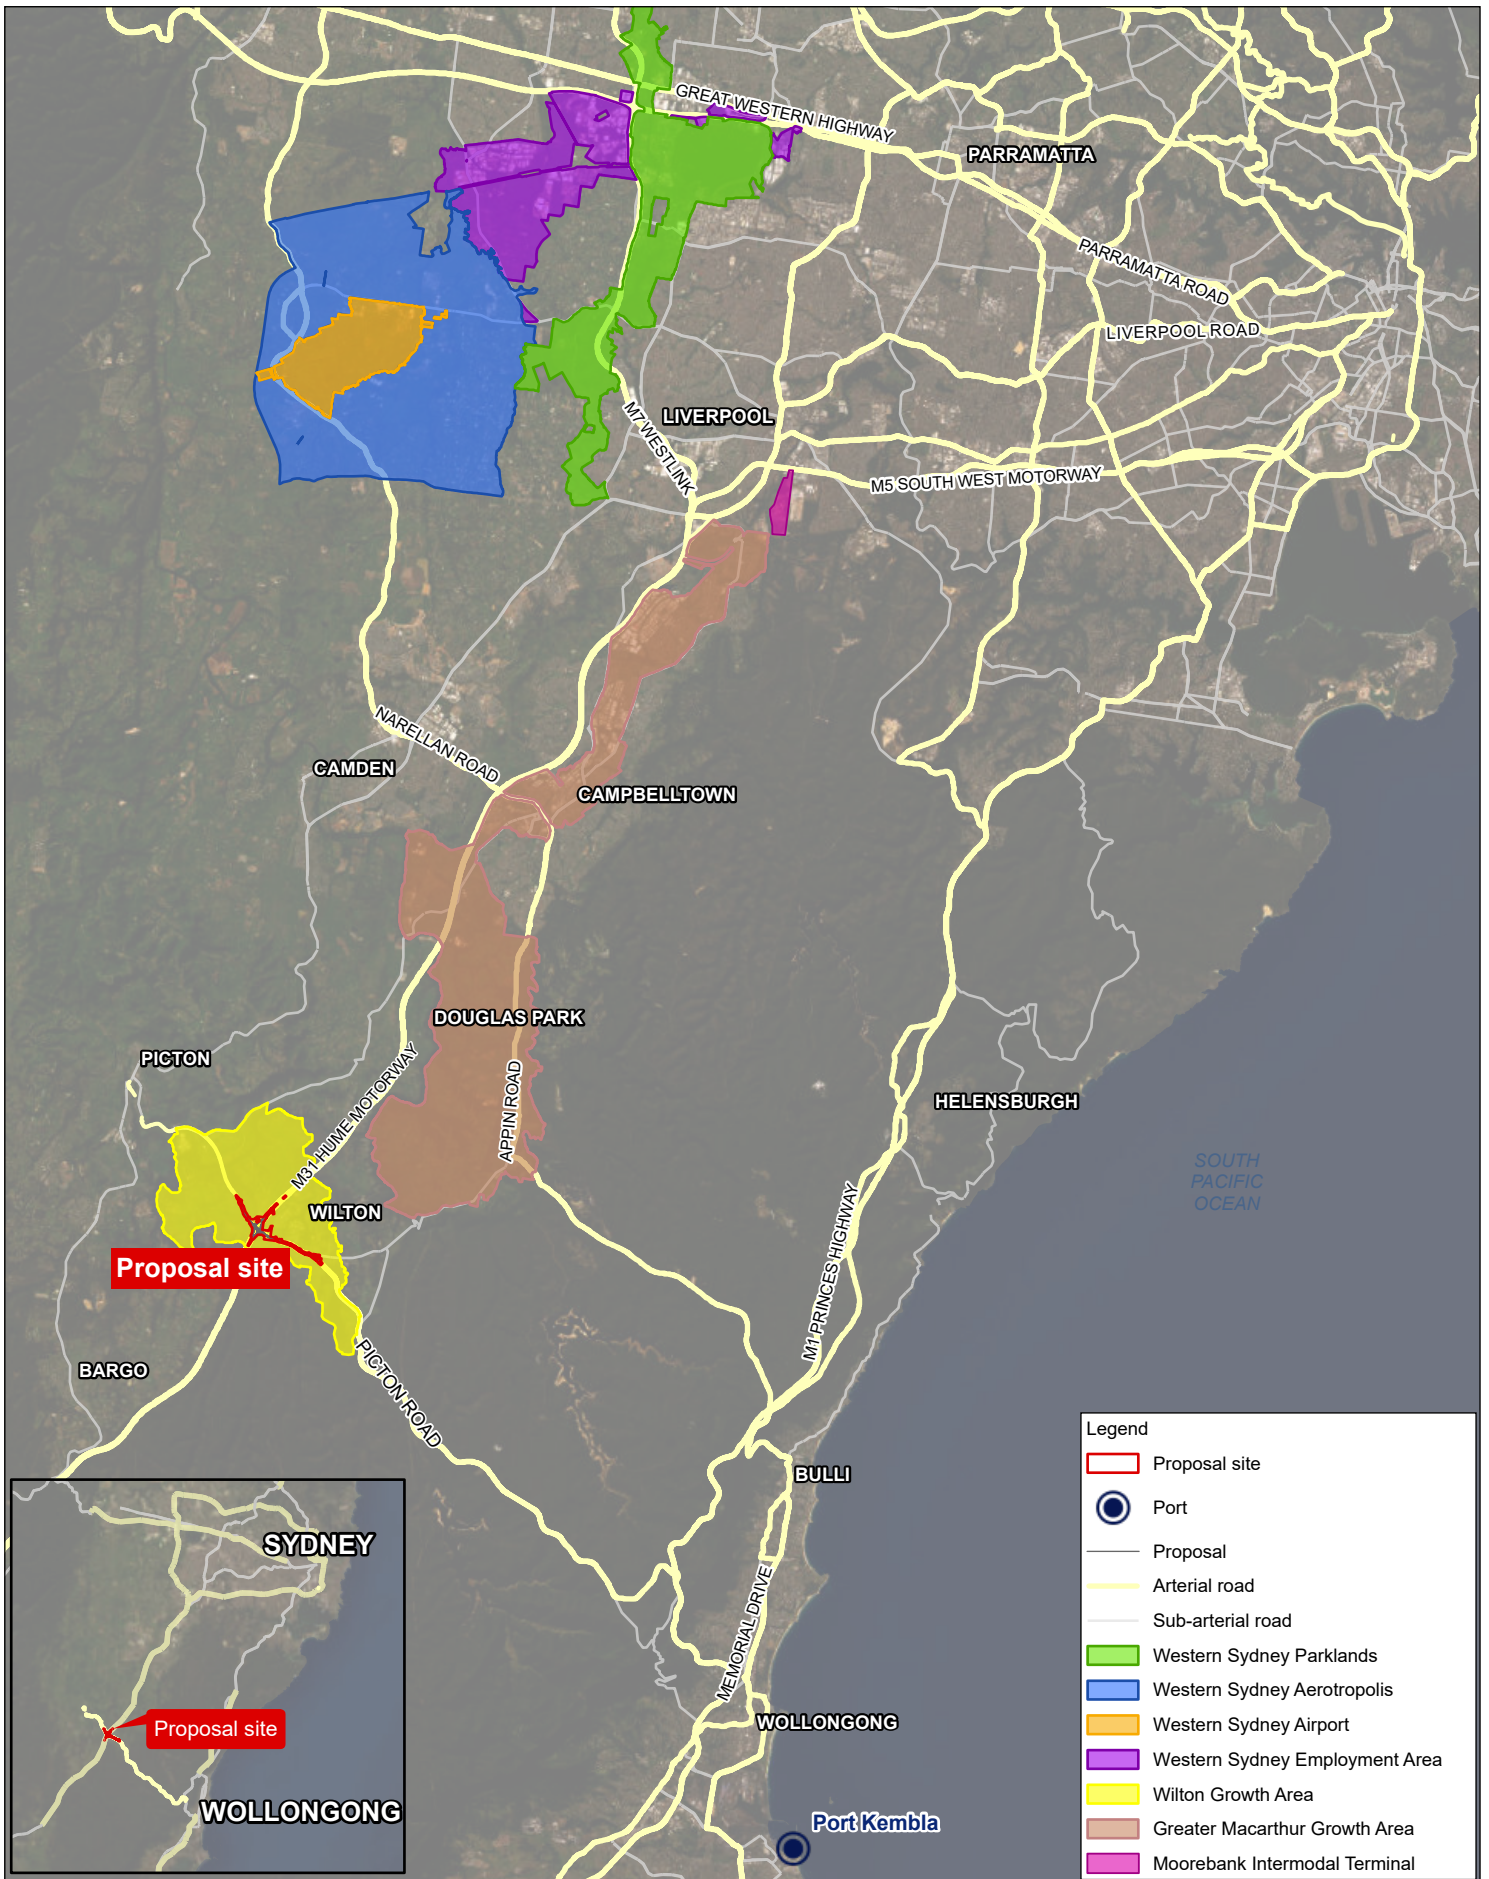 GREAT WESTERN HIGHWAY
PARRAMATTA
PARRAMATTA ROAD
LIVERPOOL ROAD
LIVERPOOL
M7 WESTLINK
M5 SOUTH WEST MOTORWAY
NARELLAN ROAD
CAMDEN
CAMPBELLTOWN
DOUGLAS PARK
PICTON
M31 HUME MOTORWAY
APPIN ROAD
HELENSBURGH
SOUTH
PACIFIC
OCEAN
WILTON
Proposal site
M1 PRINCES HIGHWAY
BARGO
PICTON ROAD
BULLI
MEMORIAL DRIVE
WOLLONGONG
Port Kembla
SYDNEY
Proposal site
WOLLONGONG
Legend
Proposal site
Port
Proposal
Arterial road
Sub-arterial road
Western Sydney Parklands
Western Sydney Aerotropolis
Western Sydney Airport
Western Sydney Employment Area
Wilton Growth Area
Greater Macarthur Growth Area
Moorebank Intermodal Terminal